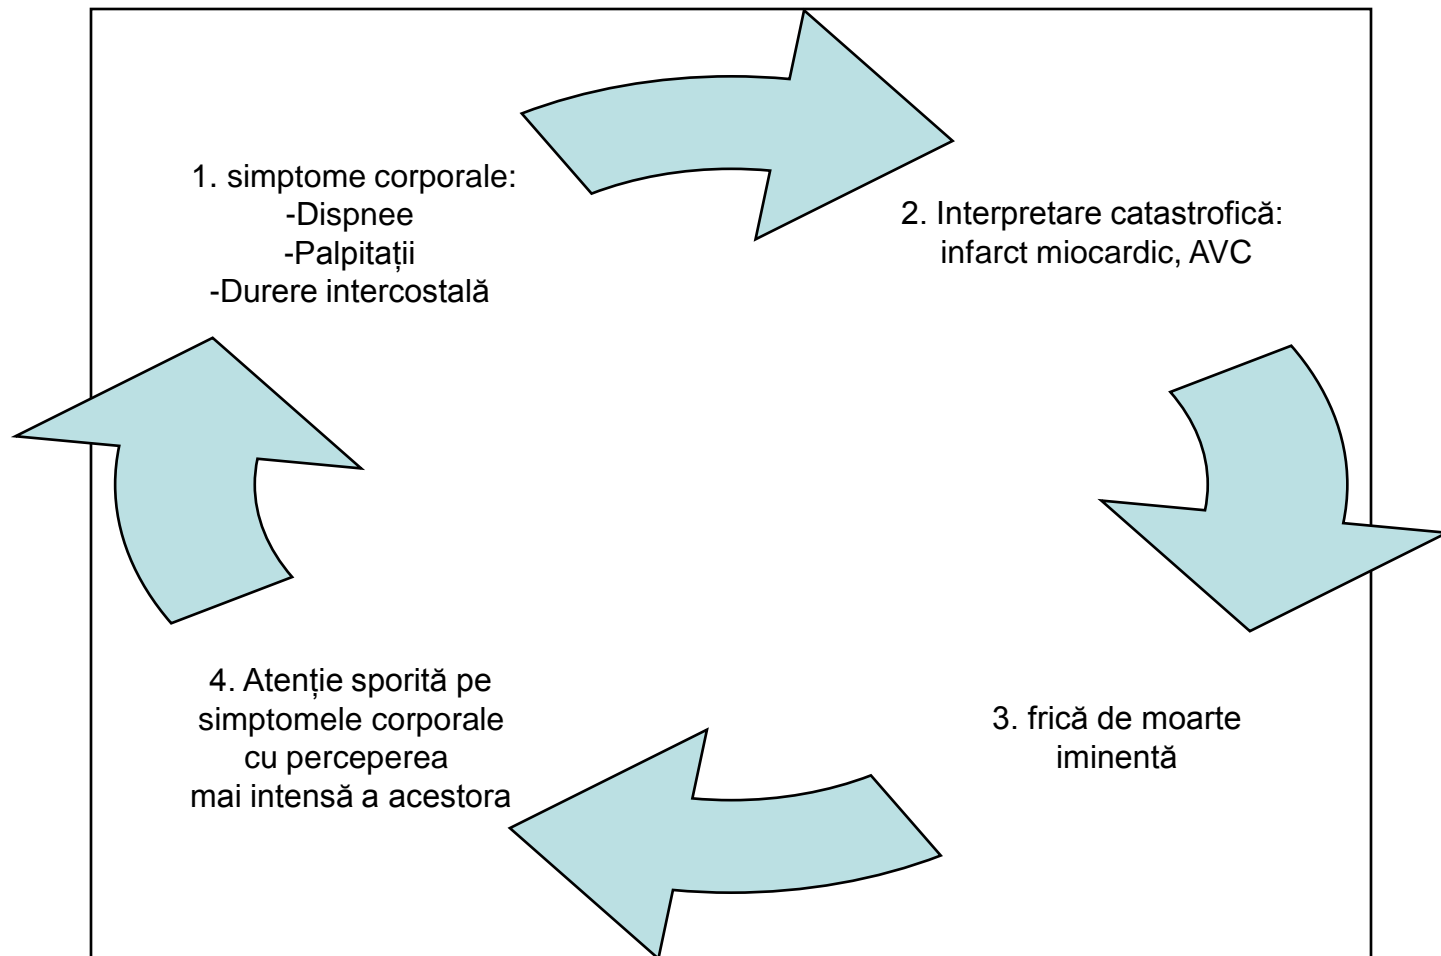 1. simptome corporale:
-Dispnee
-Palpitații
-Durere intercostală
2. Interpretare catastrofică:
infarct miocardic, AVC
3. frică de moarte
iminentă
4. Atenție sporită pe
simptomele corporale
cu perceperea
mai intensă a acestora